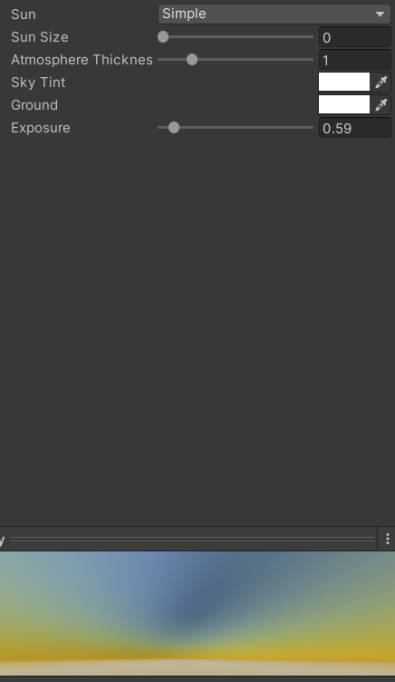 Sun Simple
Sun Size 0
Atmosphere Thicknes 1
Sky Tint
Ground
Exposure 0.59
y